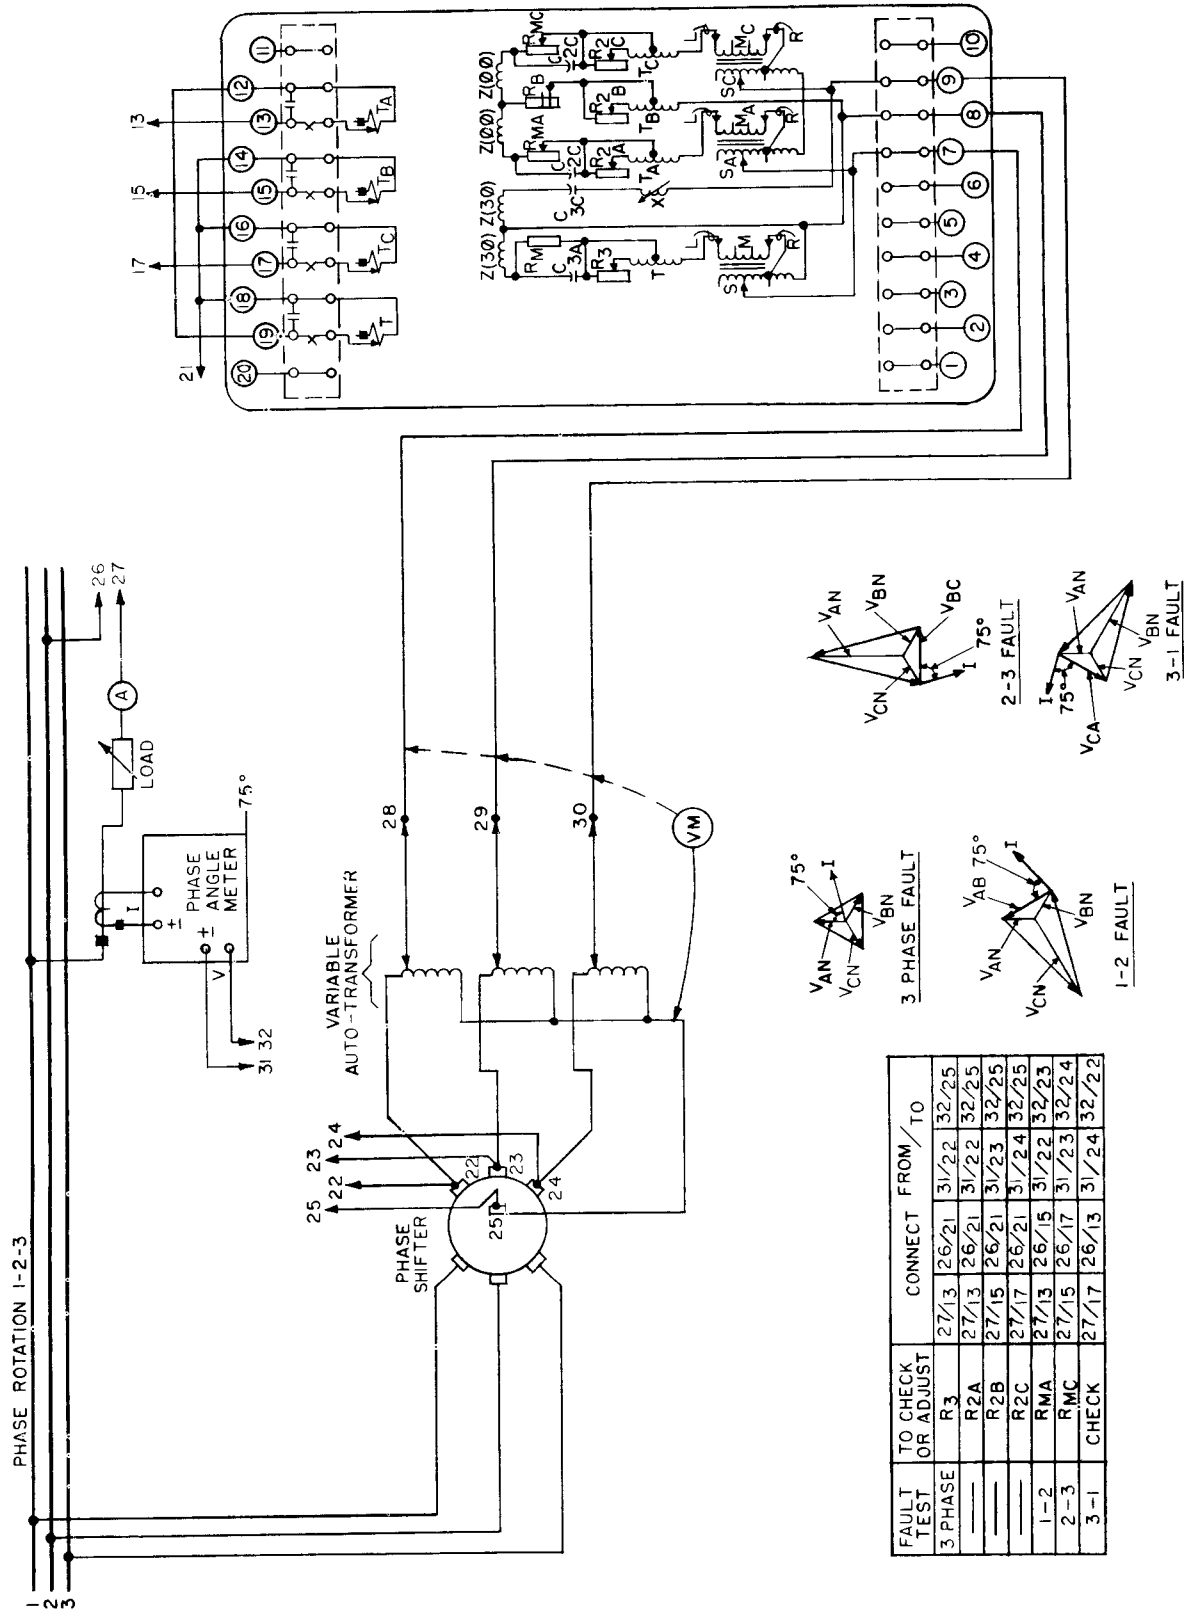 PHASE ROTATION 1-2-3
1
2
3
26
27
A
LOAD
I
±
PHASE
ANGLE
METER
±
V
75°
31 32
VARIABLE
AUTO-TRANSFORMER
28
29
30
VM
PHASE
SHIFTER
25
22
23
24
22
23
24
25
13
15
17
21
11
12
13
14
15
16
17
18
19
20
TA
TB
TC
T
Z(30)
Z(30)
Z(00)
Z(00)
RM
C
3A
R3
T
L
S
M
R
C
3C
X
RMA
C
2C
R2
A
TA
L
SA
MA
R
RB
R2
B
TB
RMC
C
2C
R2
C
TC
L
SC
MC
R
1
2
3
4
5
6
7
8
9
10
VAN
VCN
VBN
75°
I
3 PHASE FAULT
VAN
VBN
VBC
VCN
75°
I
2-3 FAULT
VAN
VAB
75°
I
VCN
VBN
1-2 FAULT
I
75°
VAN
VCA
VCN
VBN
3-1 FAULT
FAULT TEST | TO CHECK OR ADJUST | CONNECT FROM/TO
3 PHASE | R3 | 27/13 | 26/21 | 31/22 | 32/25
— | R2A | 27/13 | 26/21 | 31/22 | 32/25
— | R2B | 27/15 | 26/21 | 31/23 | 32/25
— | R2C | 27/17 | 26/21 | 31/24 | 32/25
1-2 | RMA | 27/13 | 26/15 | 31/22 | 32/23
2-3 | RMC | 27/15 | 26/17 | 31/23 | 32/24
3-1 | CHECK | 27/17 | 26/13 | 31/24 | 32/22